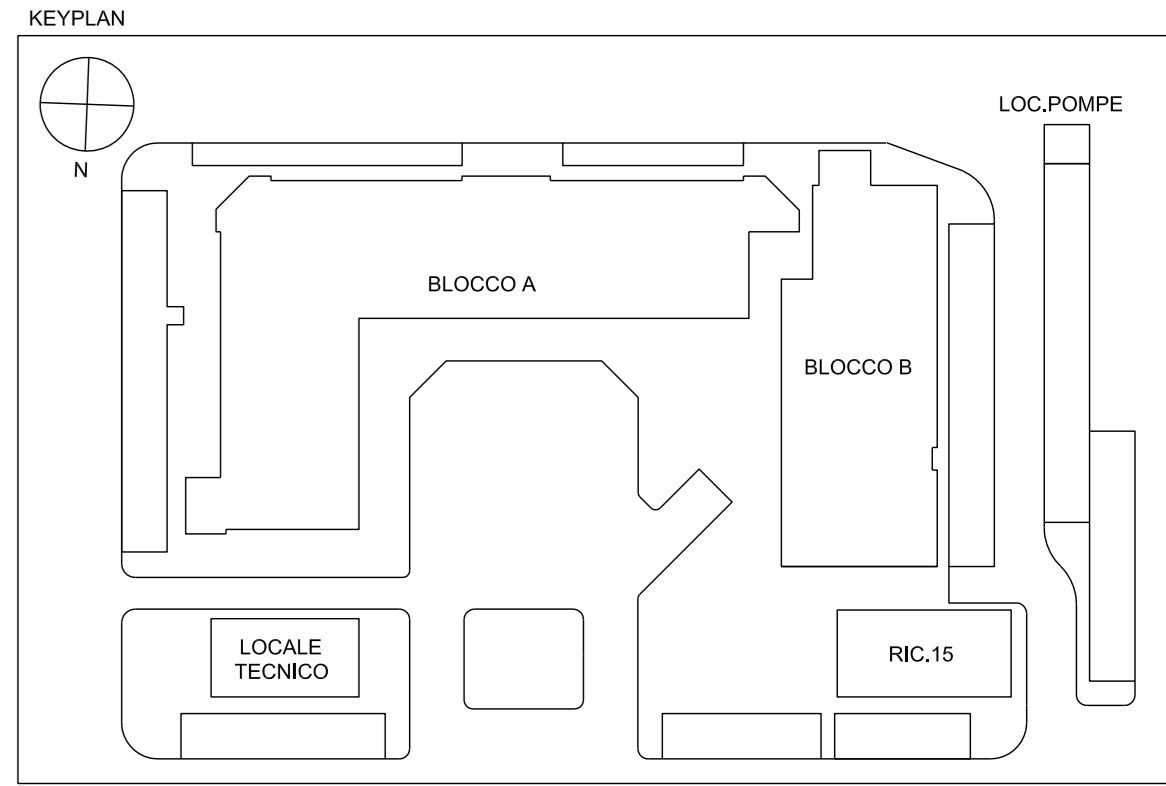 KEYPLAN
N
LOC.POMPE
BLOCCO A
BLOCCO B
LOCALE
TECNICO
RIC.15